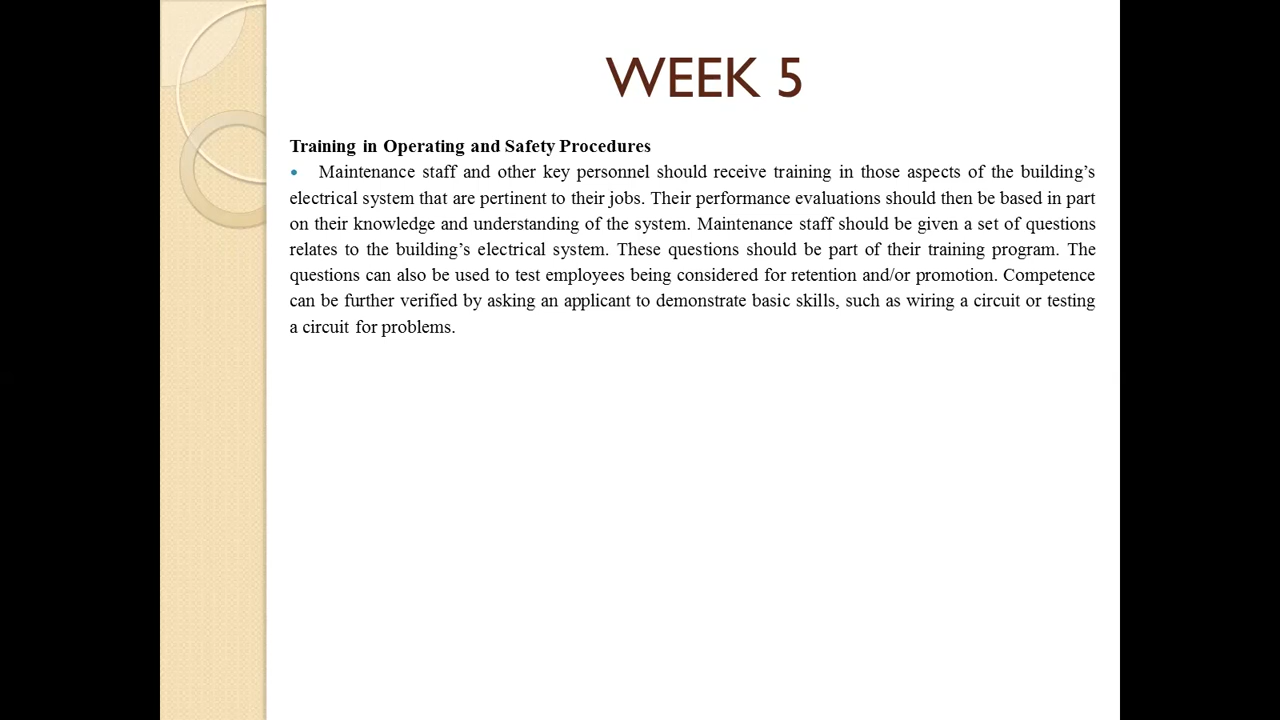 WEEK 5
Training in Operating and Safety Procedures
• Maintenance staff and other key personnel should receive training in those aspects of the building’s
electrical system that are pertinent to their jobs. Their performance evaluations should then be based in part
on their knowledge and understanding of the system. Maintenance staff should be given a set of questions
relates to the building’s electrical system. These questions should be part of their training program. The
questions can also be used to test employees being considered for retention and/or promotion. Competence
can be further verified by asking an applicant to demonstrate basic skills, such as wiring a circuit or testing
a circuit for problems.